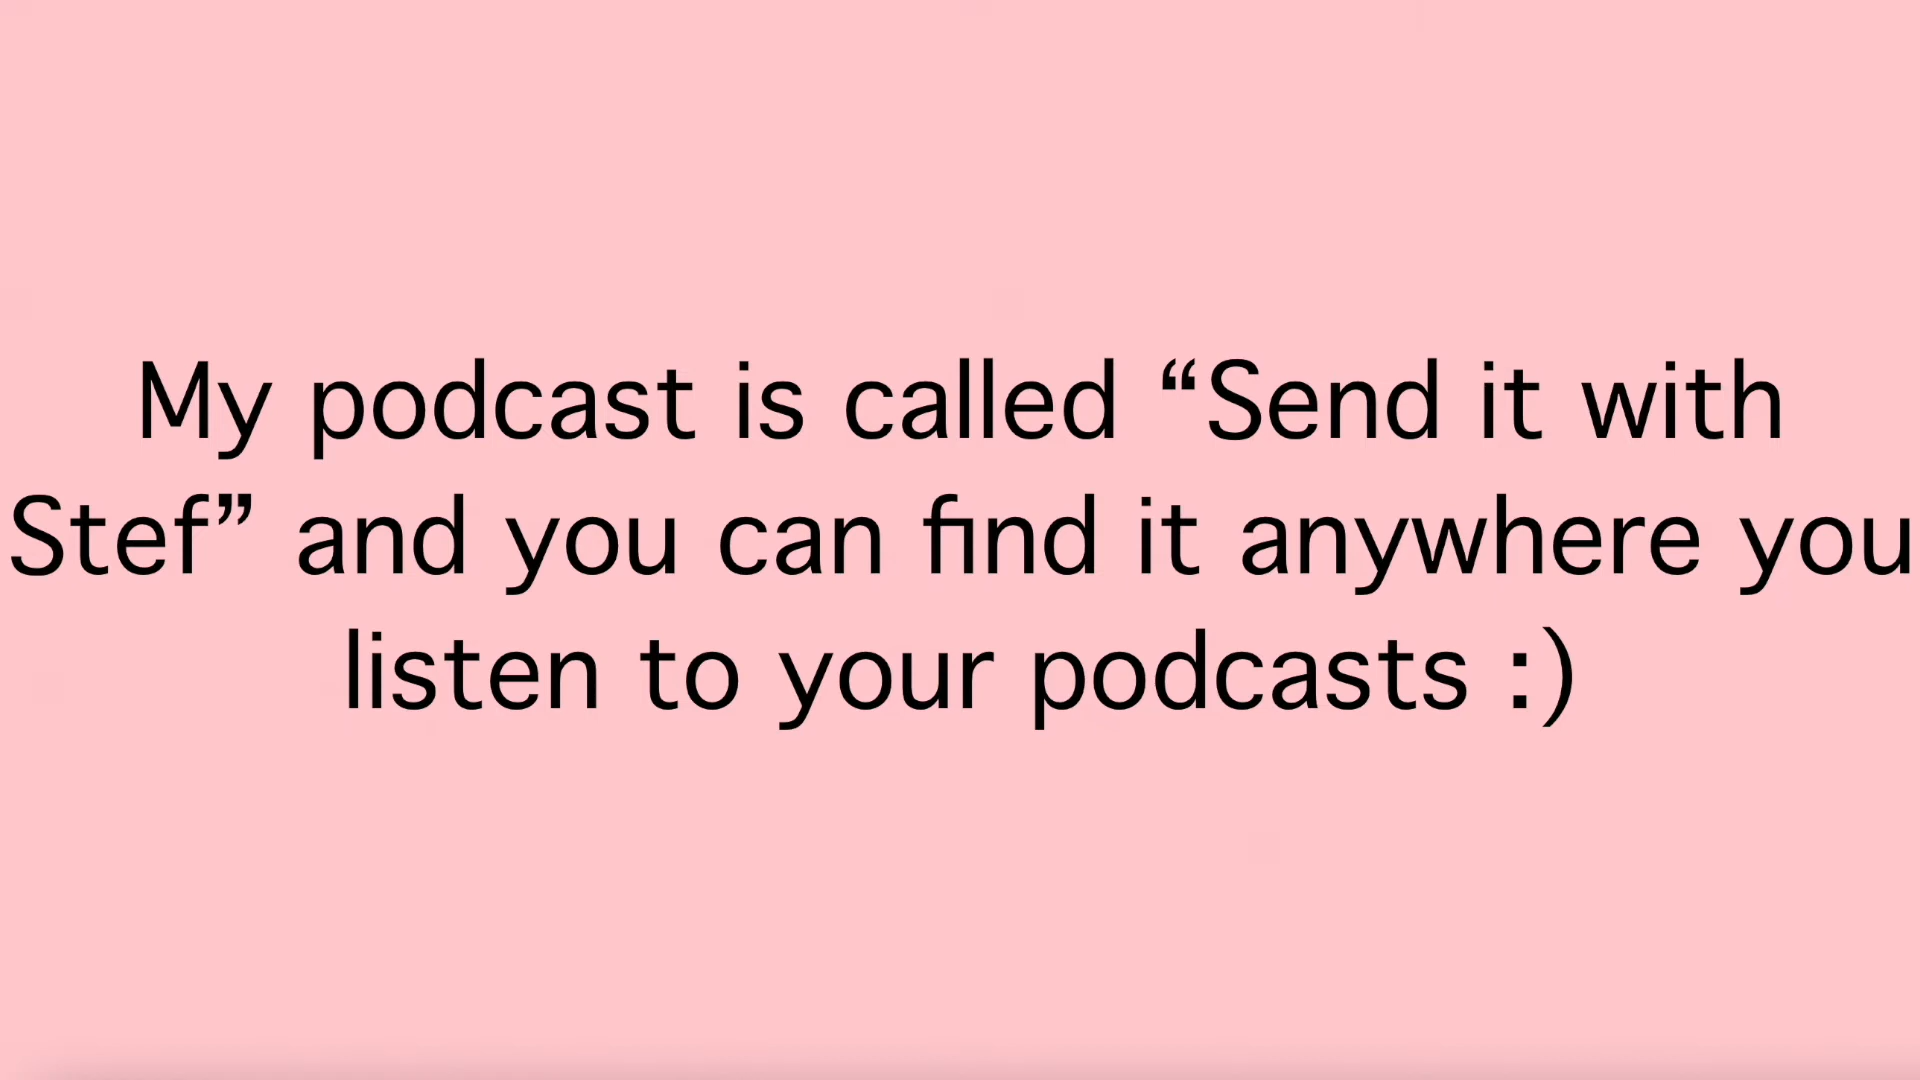 My podcast is called “Send it with
Stef” and you can find it anywhere you
listen to your podcasts :)